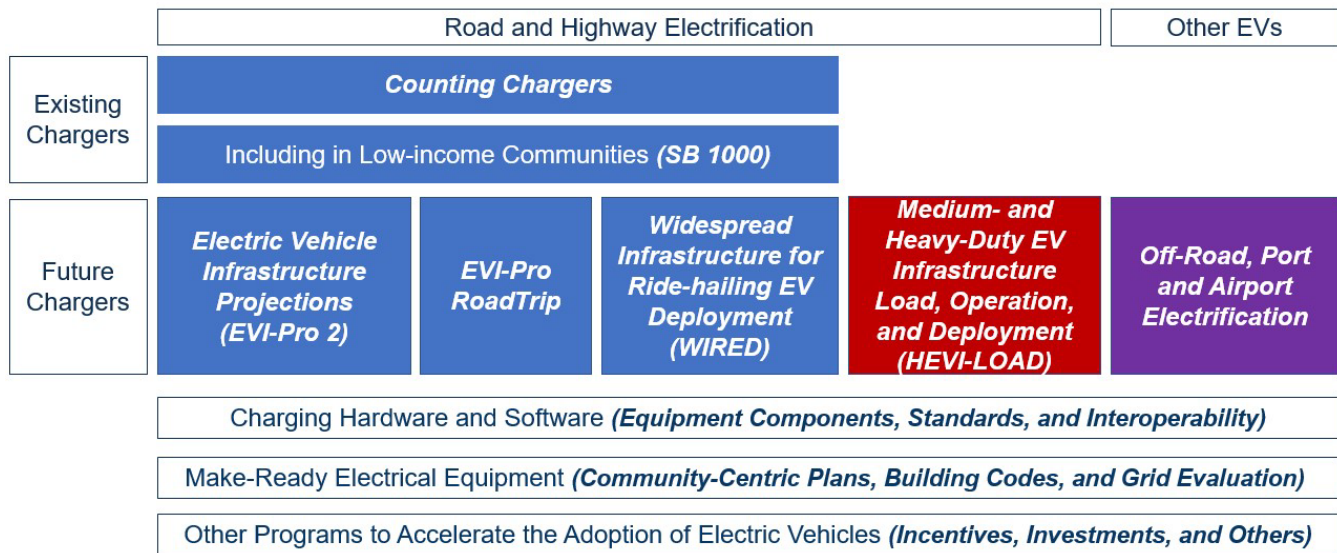 Road and Highway Electrification
Other EVs
Existing
Chargers
Counting Chargers
Including in Low-income Communities (SB 1000)
Future
Chargers
Electric Vehicle
Infrastructure
Projections
(EVI-Pro 2)
EVI-Pro
RoadTrip
Widespread
Infrastructure for
Ride-hailing EV
Deployment
(WIRED)
Medium- and
Heavy-Duty EV
Infrastructure
Load, Operation,
and Deployment
(HEVI-LOAD)
Off-Road, Port
and Airport
Electrification
Charging Hardware and Software (Equipment Components, Standards, and Interoperability)
Make-Ready Electrical Equipment (Community-Centric Plans, Building Codes, and Grid Evaluation)
Other Programs to Accelerate the Adoption of Electric Vehicles (Incentives, Investments, and Others)